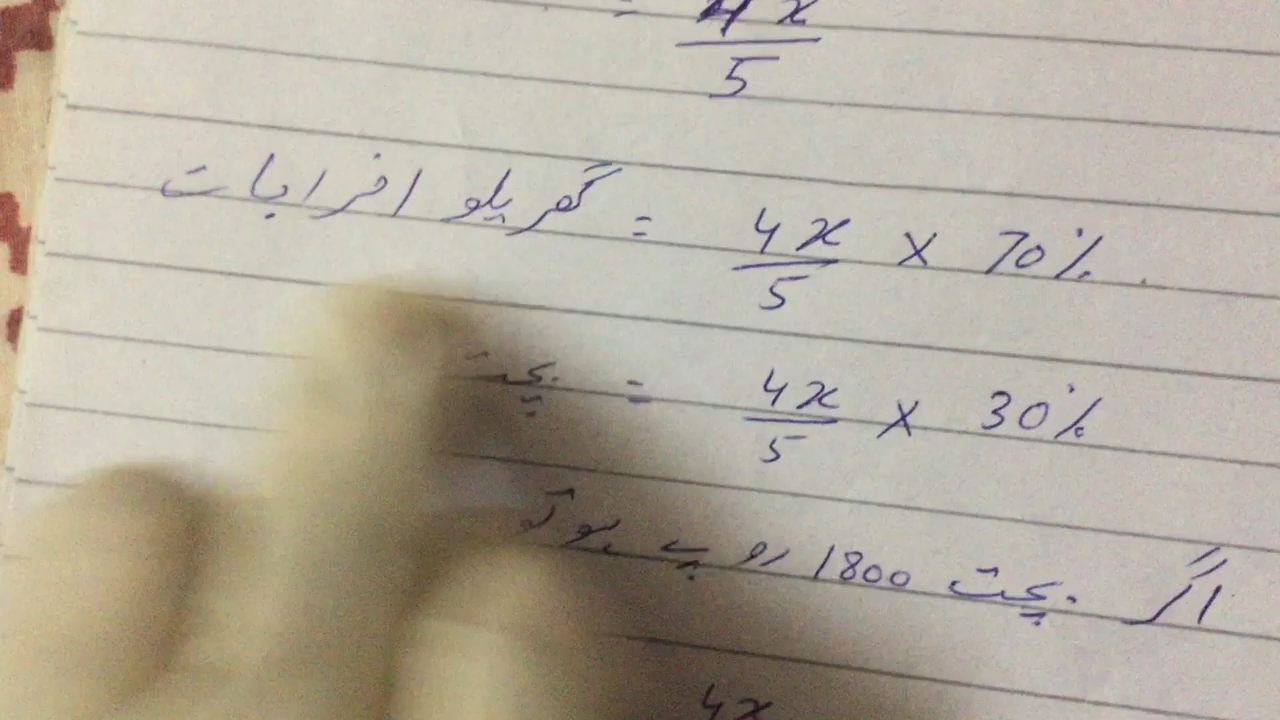 = 4x/5
گھریلو اخراجات = 4x/5 × 70%
بچت = 4x/5 × 30%
اگر بچت 1800 روپے ہو تو
4x